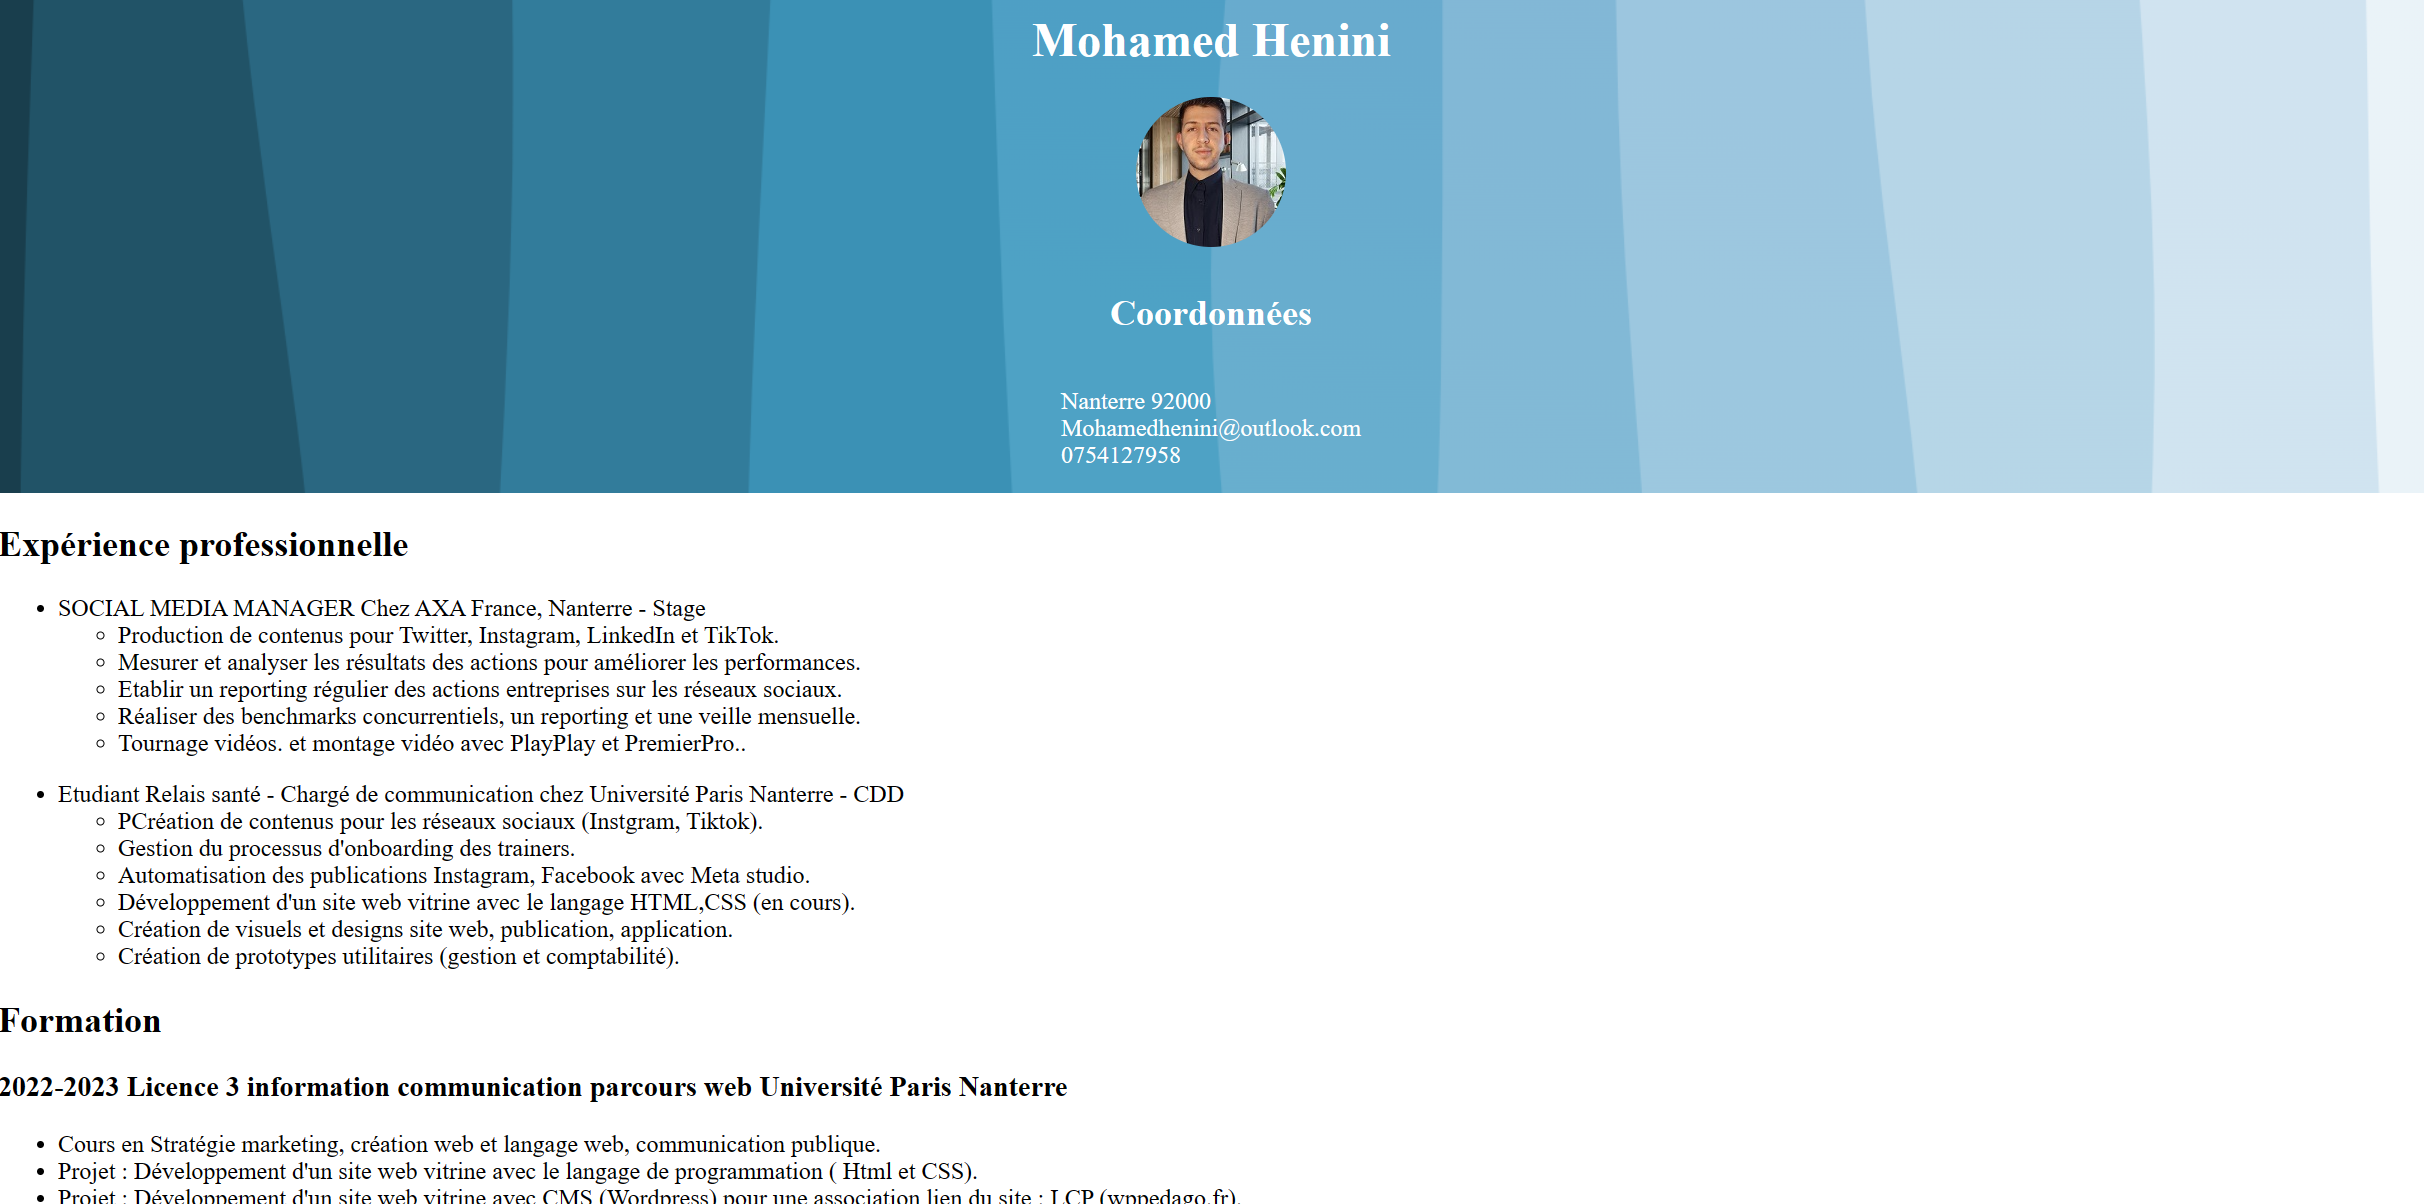 Mohamed Henini
Coordonnées
Nanterre 92000
Mohamedhenini@outlook.com
0754127958
Expérience professionnelle
SOCIAL MEDIA MANAGER Chez AXA France, Nanterre - Stage
Production de contenus pour Twitter, Instagram, LinkedIn et TikTok.
Mesurer et analyser les résultats des actions pour améliorer les performances.
Etablir un reporting régulier des actions entreprises sur les réseaux sociaux.
Réaliser des benchmarks concurrentiels, un reporting et une veille mensuelle.
Tournage vidéos. et montage vidéo avec PlayPlay et PremierPro..
Etudiant Relais santé - Chargé de communication chez Université Paris Nanterre - CDD
PCréation de contenus pour les réseaux sociaux (Instgram, Tiktok).
Gestion du processus d'onboarding des trainers.
Automatisation des publications Instagram, Facebook avec Meta studio.
Développement d'un site web vitrine avec le langage HTML,CSS (en cours).
Création de visuels et designs site web, publication, application.
Création de prototypes utilitaires (gestion et comptabilité).
Formation
2022-2023 Licence 3 information communication parcours web Université Paris Nanterre
Cours en Stratégie marketing, création web et langage web, communication publique.
Projet : Développement d'un site web vitrine avec le langage de programmation ( Html et CSS).
Projet : Développement d'un site web vitrine avec CMS (Wordpress) pour une association lien du site : LCP (wppedago.fr).